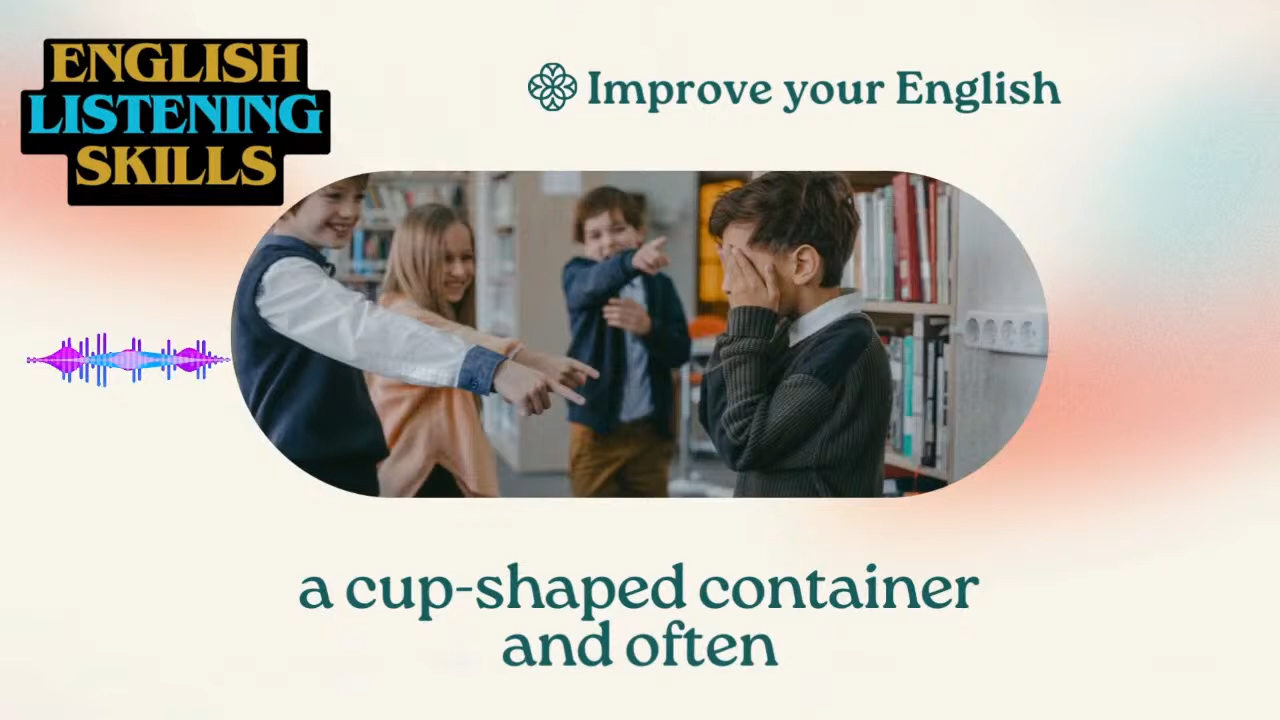 ENGLISH
LISTENING
SKILLS
Improve your English
a cup-shaped container
and often